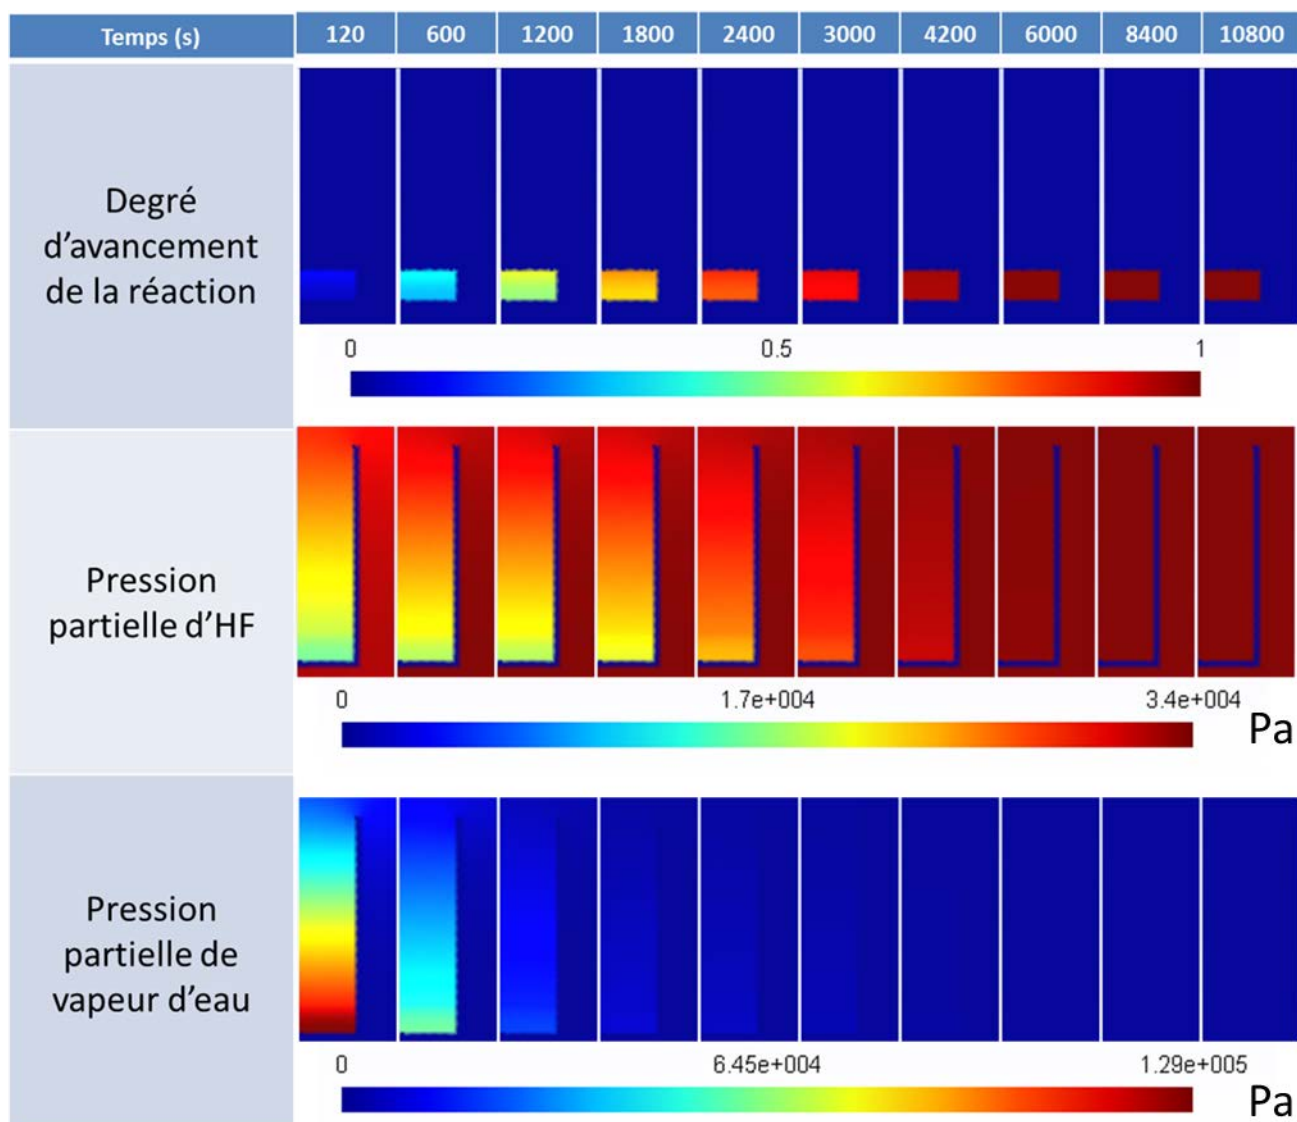 Temps (s) 120 600 1200 1800 2400 3000 4200 6000 8400 10800
Degré
d'avancement
de la réaction
0 0.5 1
Pression
partielle d'HF
0 1.7e+004 3.4e+004
Pa
Pression
partielle de
vapeur d'eau
0 6.45e+004 1.29e+005
Pa